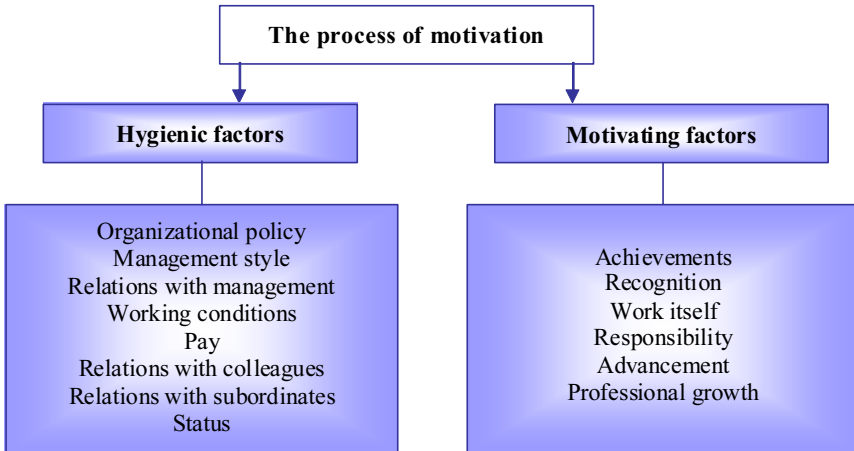 The process of motivation
Hygienic factors
Motivating factors
Organizational policy
Management style
Relations with management
Working conditions
Pay
Relations with colleagues
Relations with subordinates
Status
Achievements
Recognition
Work itself
Responsibility
Advancement
Professional growth